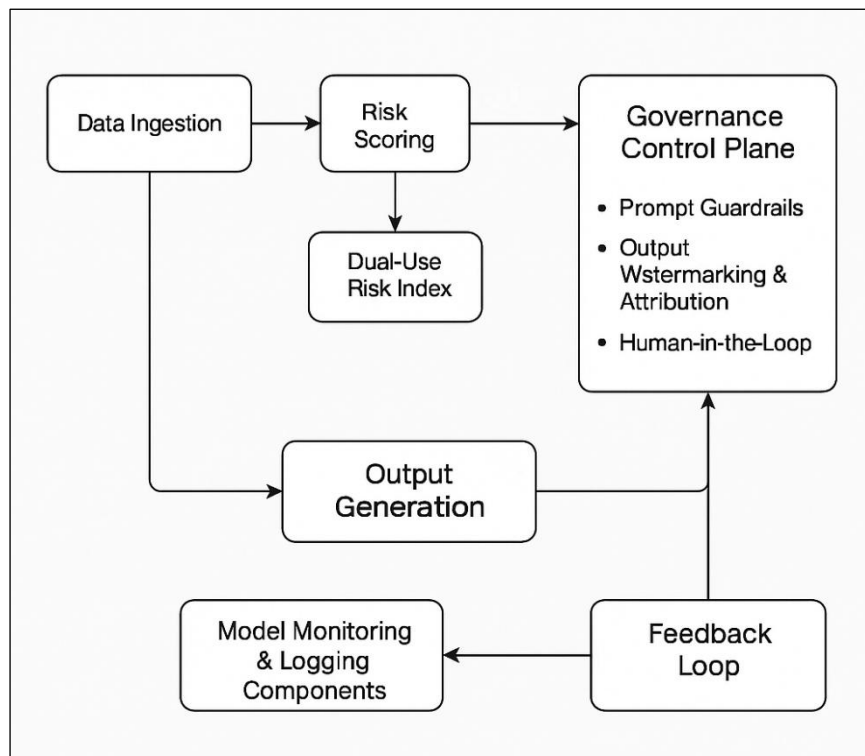 Data Ingestion
Risk
Scoring
Governance
Control Plane
• Prompt Guardrails
• Output
Wstermarking &
Attribution
• Human-in-the-Loop
Dual-Use
Risk Index
Output
Generation
Model Monitoring
& Logging
Components
Feedback
Loop